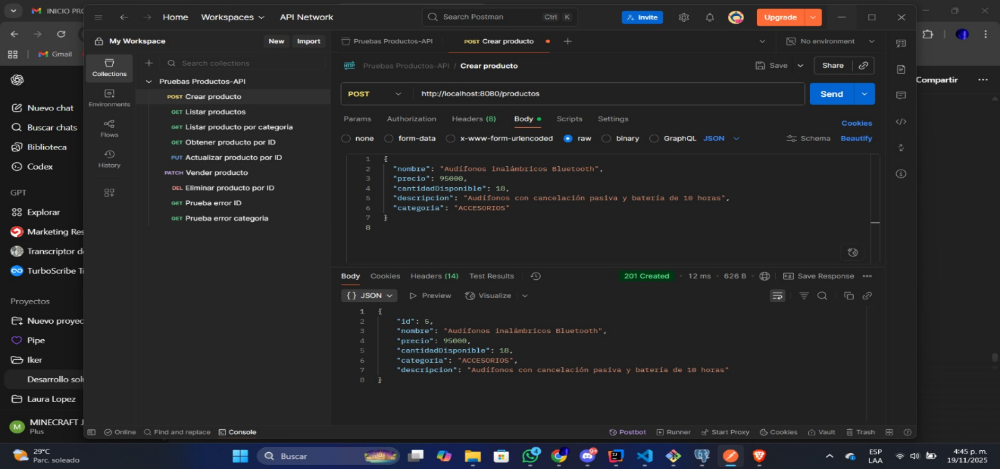 INICIO PRO
Home Workspaces API Network Search Postman Ctrl K Invite Upgrade
My Workspace New Import Pruebas Productos-API POST Crear producto No environment
Gmail
Collections
Search collections
Pruebas Productos-API / Crear producto Save Share
Pruebas Productos-API
Compartir
POST Crear producto
POST http://localhost:8080/productos Send
Environments
GET Listar productos
Nuevo chat
Params Authorization Headers (8) Body Scripts Settings Cookies
GET Listar producto por categoria
Buscar chats
Flows
none form-data x-www-form-urlencoded raw binary GraphQL JSON Schema Beautify
GET Obtener producto por ID
Biblioteca
PUT Actualizar producto por ID
1 {
History
Codex
2 "nombre": "Audífonos inalámbricos Bluetooth",
PATCH Vender producto
3 "precio": 95000,
DEL Eliminar producto por ID
4 "cantidadDisponible": 18,
GPT
5 "descripcion": "Audífonos con cancelación pasiva y batería de 10 horas",
GET Prueba error ID
6 "categoria": "ACCESORIOS"
Explorar
7 }
GET Prueba error categoria
8
Marketing Res
Transcriptor d
TurboScribe Ti
Body Cookies Headers (14) Test Results 201 Created 12 ms 626 B Save Response
{} JSON Preview Visualize
Proyectos
1 {
Nuevo proyec
2 "id": 5,
3 "nombre": "Audífonos inalámbricos Bluetooth",
Pipe
4 "precio": 95000,
5 "cantidadDisponible": 18,
Iker
6 "categoria": "ACCESORIOS",
7 "descripcion": "Audífonos con cancelación pasiva y batería de 10 horas"
Desarrollo solu
8 }
Laura Lopez
M MINECRAFT J
Plus
Online Find and replace Console Postbot Runner Start Proxy Cookies Vault Trash
29°C
Parc. soleado
Buscar
4
9+
ESP
LAA
4:45 p. m.
19/11/2025